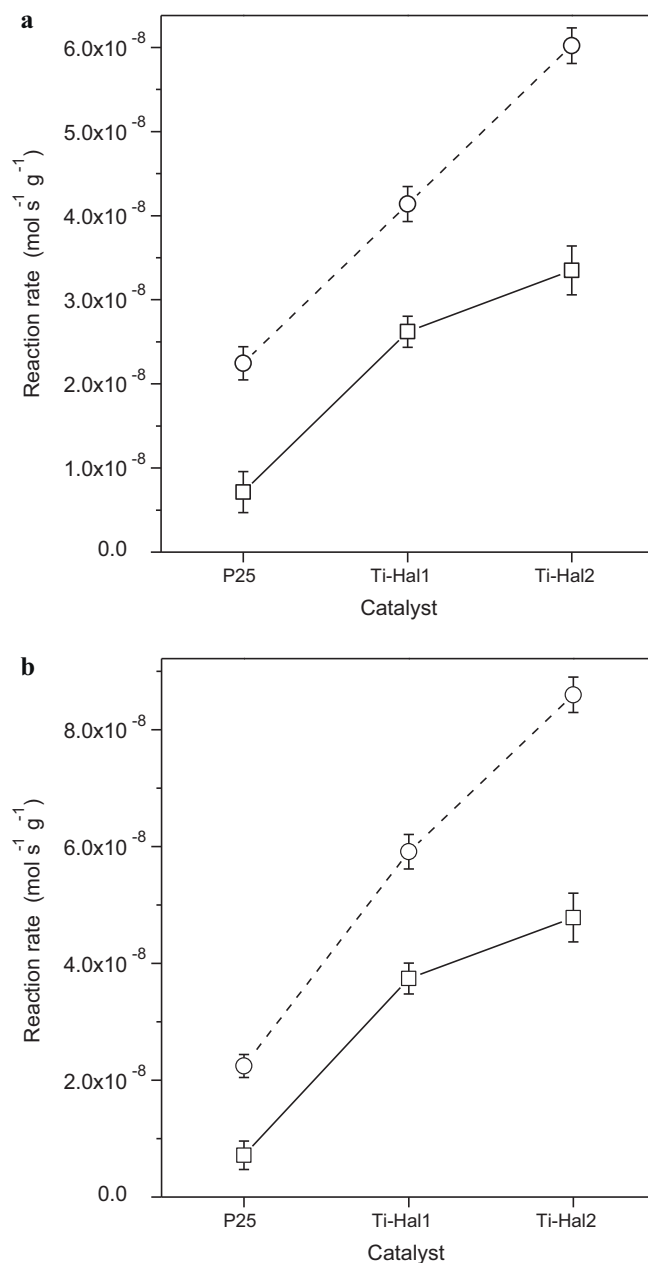 a
6.0x10⁻⁸
5.0x10⁻⁸
4.0x10⁻⁸
3.0x10⁻⁸
2.0x10⁻⁸
1.0x10⁻⁸
0.0
Reaction rate (mol s⁻¹ g⁻¹)
P25 Ti-Hal1 Ti-Hal2
Catalyst
b
8.0x10⁻⁸
6.0x10⁻⁸
4.0x10⁻⁸
2.0x10⁻⁸
0.0
Reaction rate (mol s⁻¹ g⁻¹)
P25 Ti-Hal1 Ti-Hal2
Catalyst